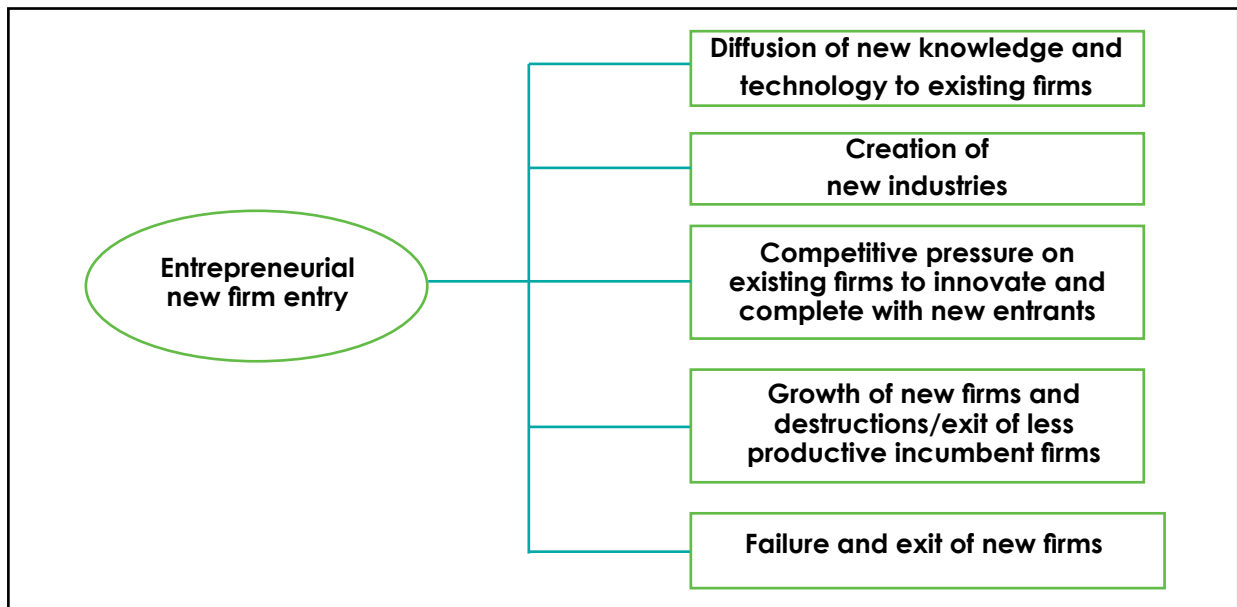 Entrepreneurial
new firm entry
Diffusion of new knowledge and
technology to existing firms
Creation of
new industries
Competitive pressure on
existing firms to innovate and
complete with new entrants
Growth of new firms and
destructions/exit of less
productive incumbent firms
Failure and exit of new firms